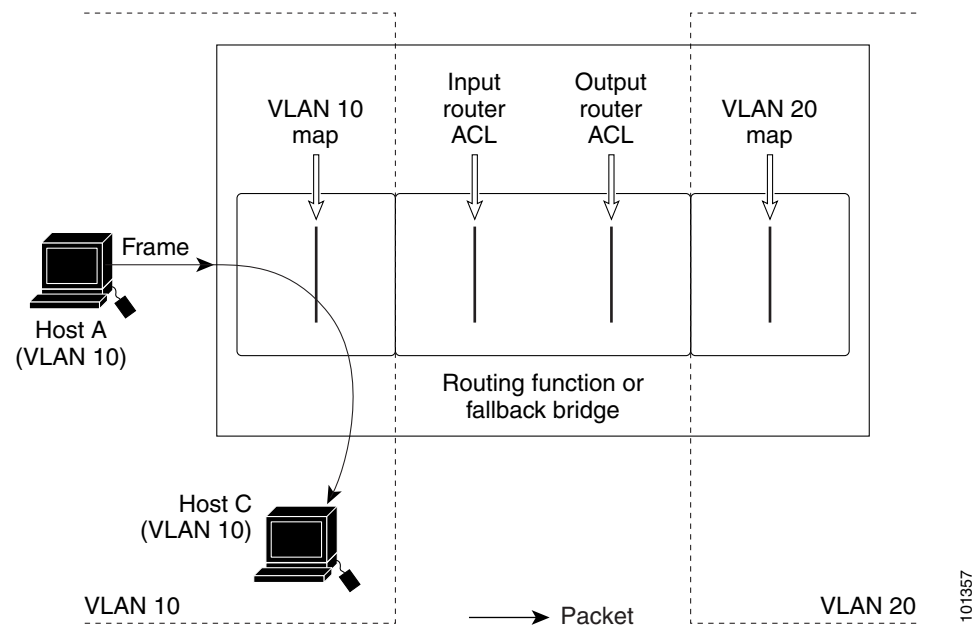 VLAN 10
map
Input
router
ACL
Output
router
ACL
VLAN 20
map
Frame
Host A
(VLAN 10)
Routing function or
fallback bridge
Host C
(VLAN 10)
VLAN 10
Packet
VLAN 20
101357